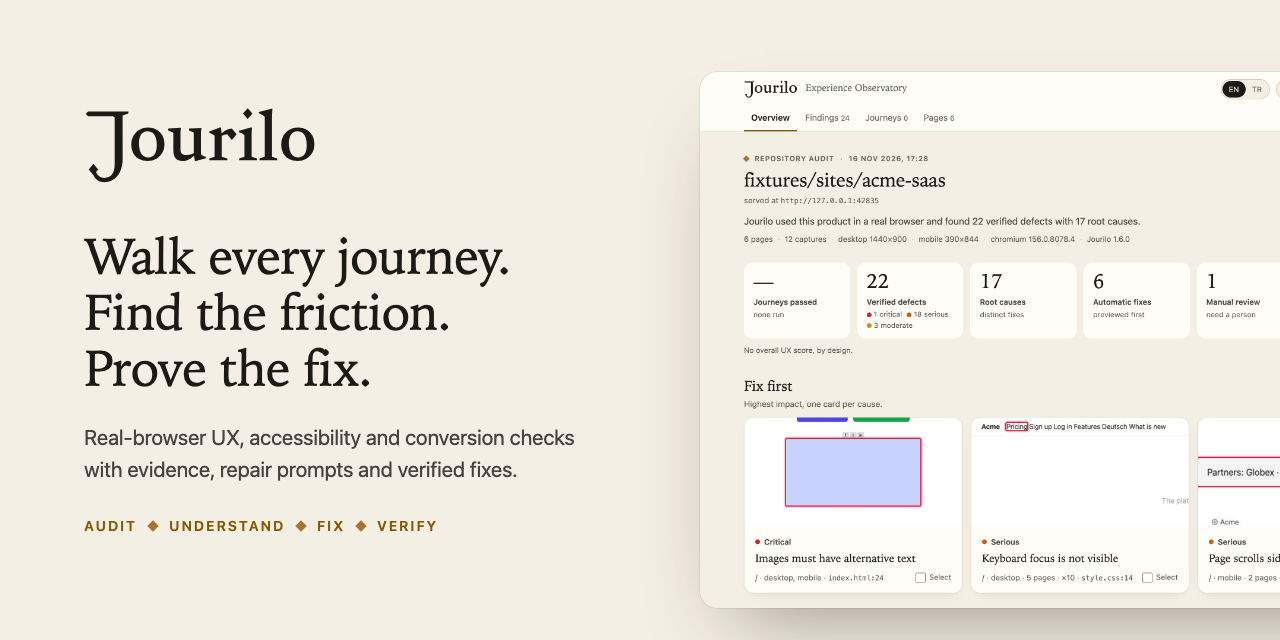 Jourilo
Walk every journey.
Find the friction.
Prove the fix.
Real-browser UX, accessibility and conversion checks
with evidence, repair prompts and verified fixes.
AUDIT ◆ UNDERSTAND ◆ FIX ◆ VERIFY
Jourilo Experience Observatory
EN TR
Overview Findings 24 Journeys 0 Pages 6
REPOSITORY AUDIT · 16 NOV 2026, 17:28
fixtures/sites/acme-saas
served at http://127.0.0.1:42835
Jourilo used this product in a real browser and found 22 verified defects with 17 root causes.
6 pages · 12 captures · desktop 1440×900 · mobile 390×844 · chromium 156.0.8078.4 · Jourilo 1.6.0
— 22 17 6 1
Journeys passed Verified defects Root causes Automatic fixes Manual review
none run 1 critical 18 serious distinct fixes previewed first need a person
3 moderate
No overall UX score, by design.
Fix first
Highest impact, one card per cause.
Acme Pricing Sign up Log in Features Deutsch What is new
Partners: Globex ·
The plat
Acme
Critical Serious Serious
Images must have alternative text Keyboard focus is not visible Page scrolls sid
/ · desktop, mobile · index.html:24 Select / · desktop · 5 pages · ×10 · style.css:14 Select / · mobile · 2 pages ·